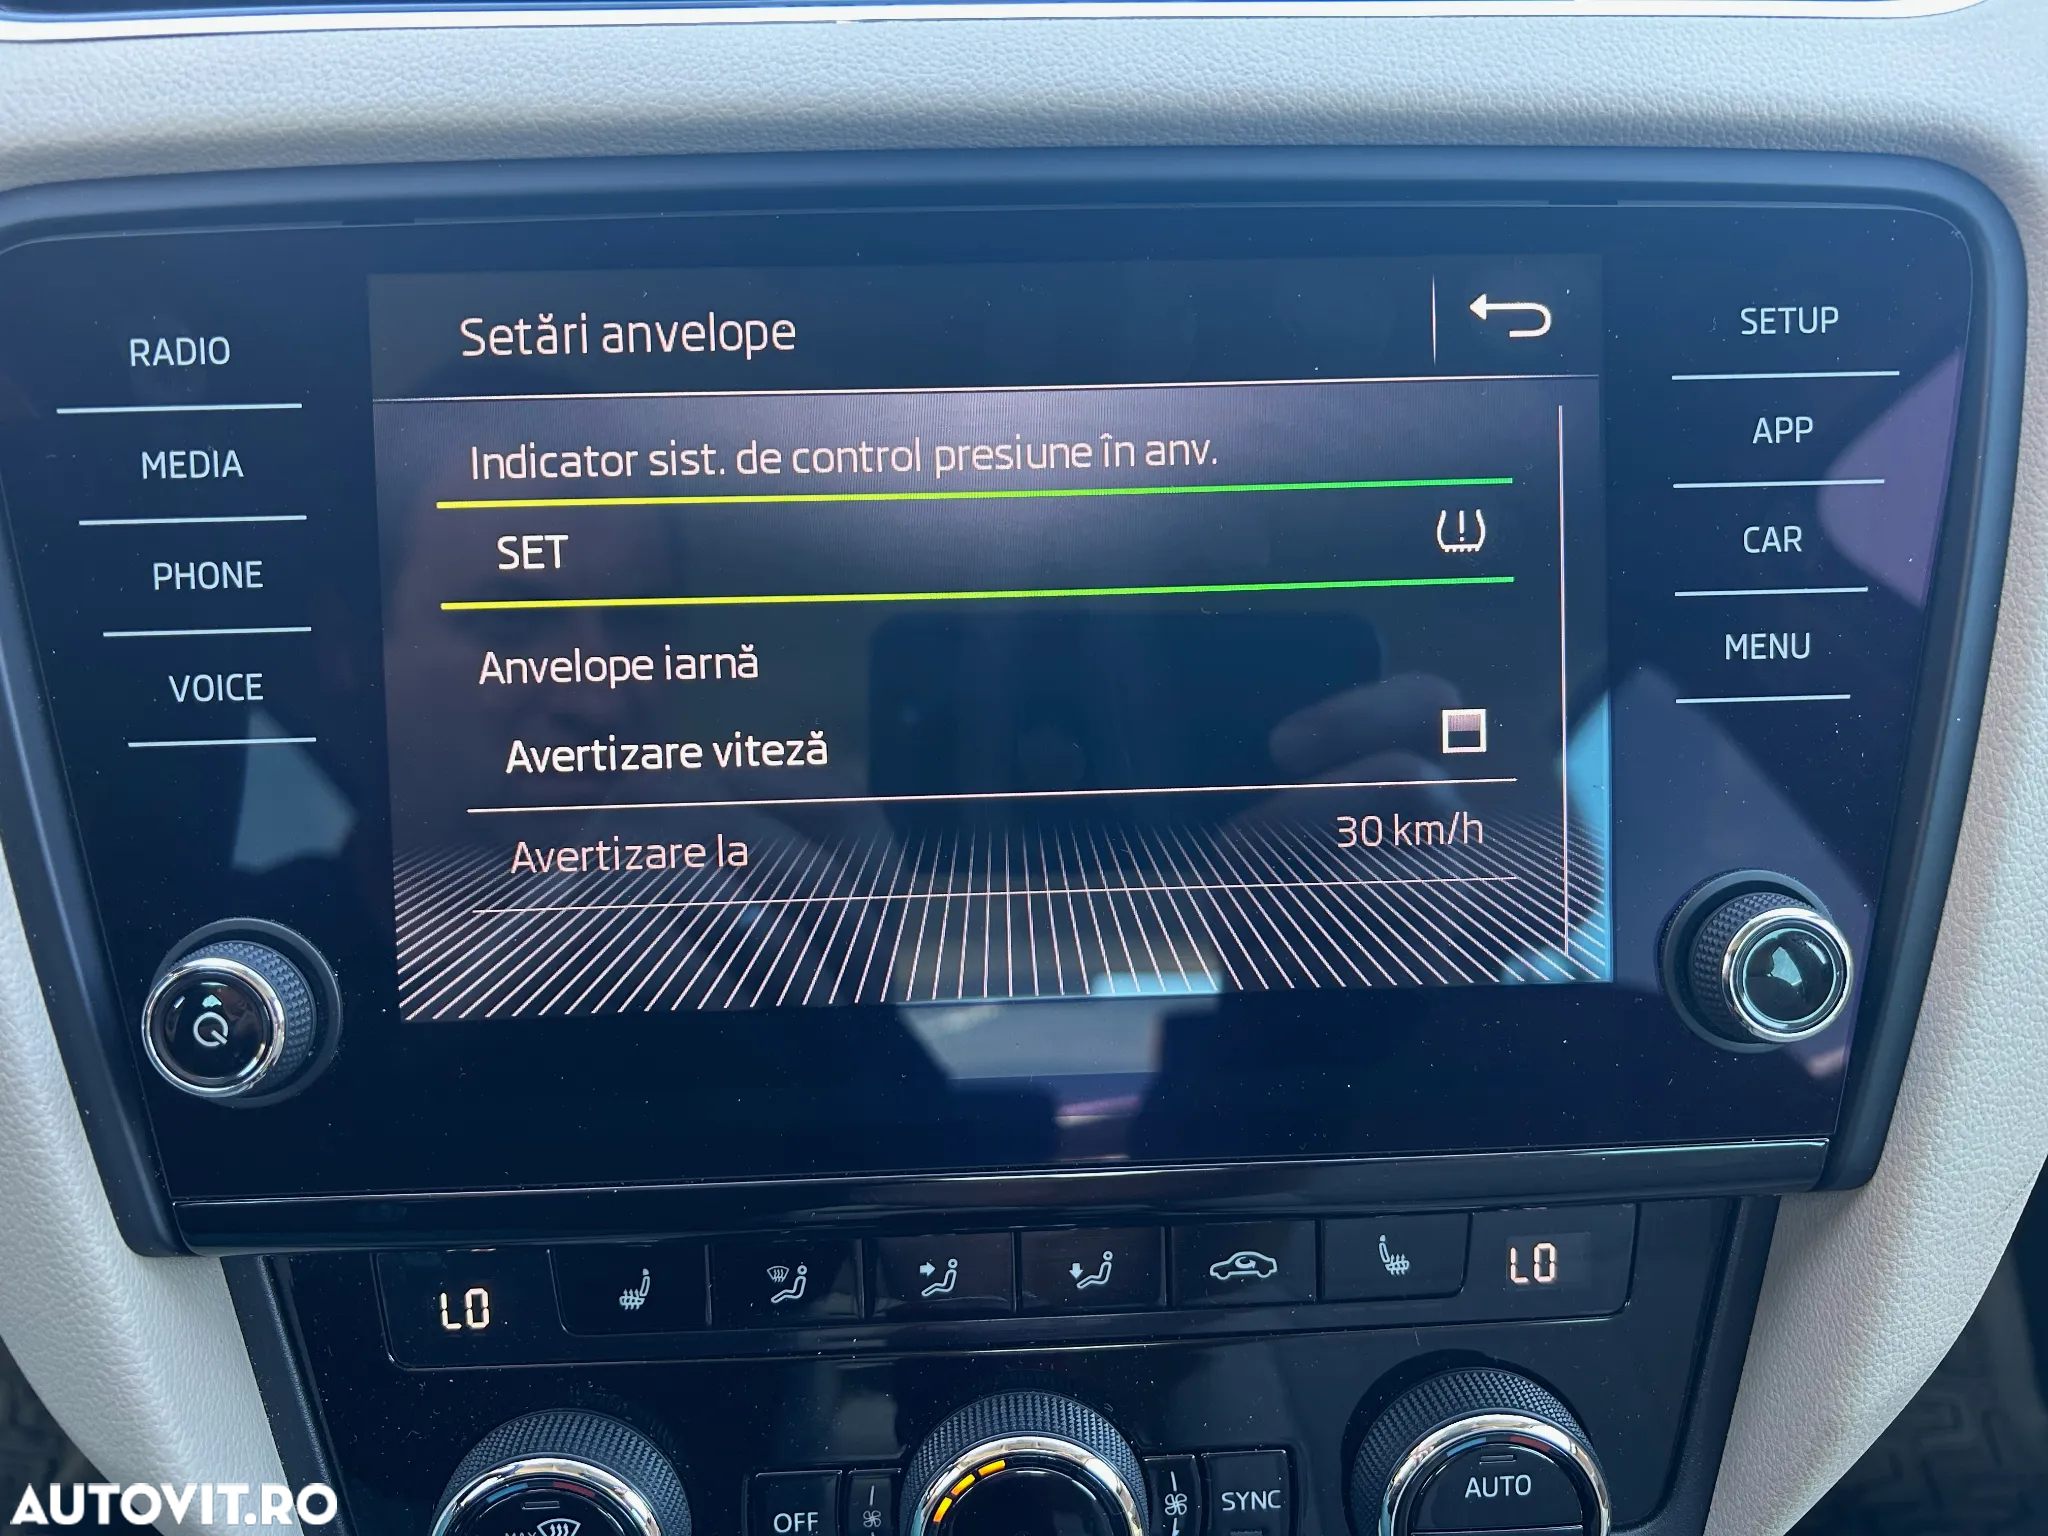 Setări anvelope
RADIO
MEDIA
PHONE
VOICE
Indicator sist. de control presiune în anv.
SET
Anvelope iarnă
Avertizare viteză
Avertizare la 30 km/h
SETUP
APP
CAR
MENU
LO
LO
MAX
OFF
SYNC
AUTO
AUTOVIT.RO